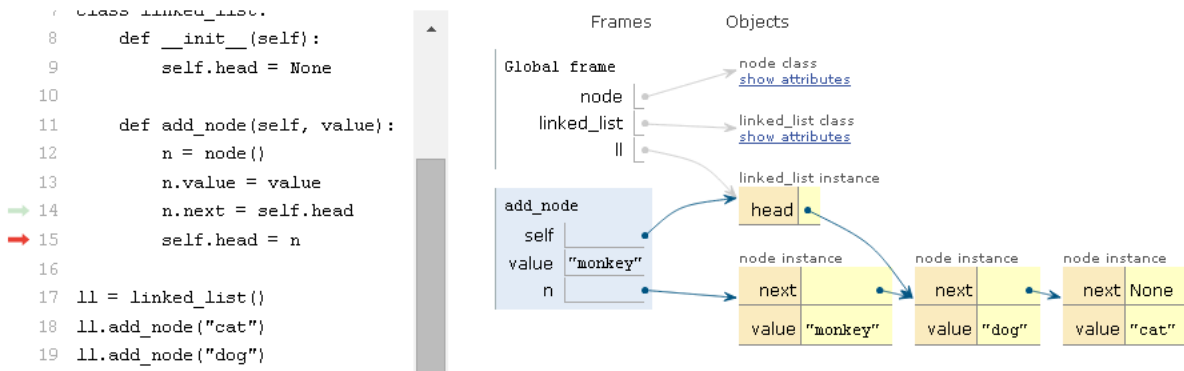 7 class linked_list:
8 def __init__(self):
9 self.head = None
10
11 def add_node(self, value):
12 n = node()
13 n.value = value
14 n.next = self.head
15 self.head = n
16
17 ll = linked_list()
18 ll.add_node("cat")
19 ll.add_node("dog")
Frames Objects
Global frame
node
linked_list
ll
node class
show attributes
linked_list class
show attributes
linked_list instance
head
add_node
self
value "monkey"
n
node instance
next
value "monkey"
node instance
next
value "dog"
node instance
next None
value "cat"